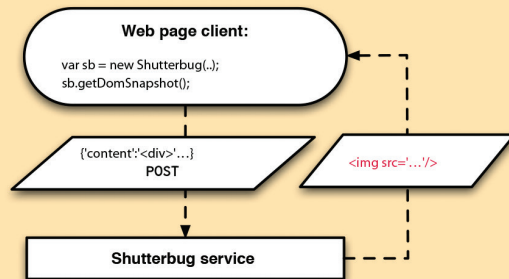 Web page client:
var sb = new Shutterbug(..);
sb.getDomSnapshot();
{'content':'<div>'...}
POST
<img src='...'/>
Shutterbug service